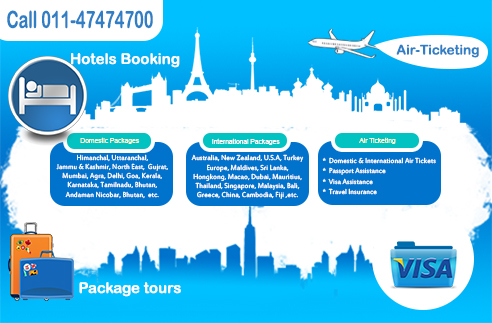 Call 011-47474700
Air-Ticketing
Hotels Booking
Domestic Packages
Himanchal, Uttaranchal,
Jammu & Kashmir, North East, Gujrat,
Mumbai, Agra, Delhi, Goa, Kerala,
Karnataka, Tamilnadu, Bhutan,
Andaman Nicobar, Bhutan, etc.
International Packages
Australia, New Zealand, U.S.A, Turkey
Europe, Maldives, Sri Lanka,
Hongkong, Macao, Dubai, Mauritius,
Thailand, Singapore, Malaysia, Bali,
Greece, China, Cambodia, Fiji ,etc.
Air Ticketing
* Domestic & International Air Tickets
* Passport Assistance
* Visa Assistance
* Travel Insurance
VISA
Package tours